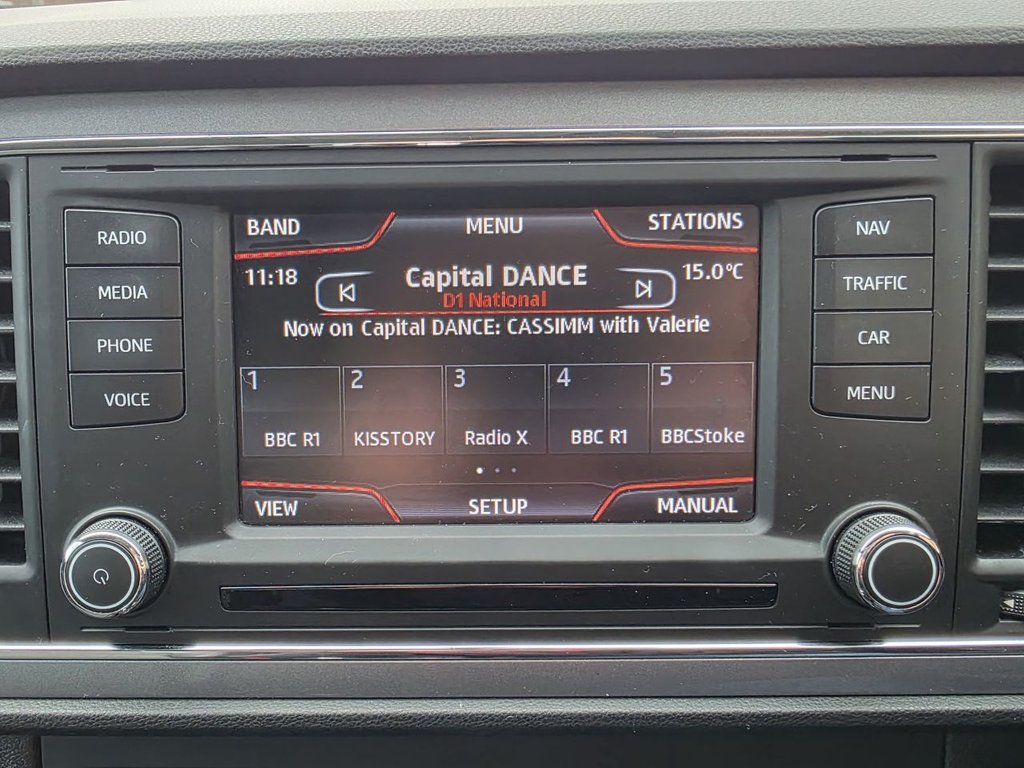 BAND MENU STATIONS
11:18 Capital DANCE 15.0°C
D1 National
Now on Capital DANCE: CASSIMM with Valerie
1 2 3 4 5
BBC R1 KISSTORY Radio X BBC R1 BBCStoke
VIEW SETUP MANUAL
RADIO
MEDIA
PHONE
VOICE
NAV
TRAFFIC
CAR
MENU